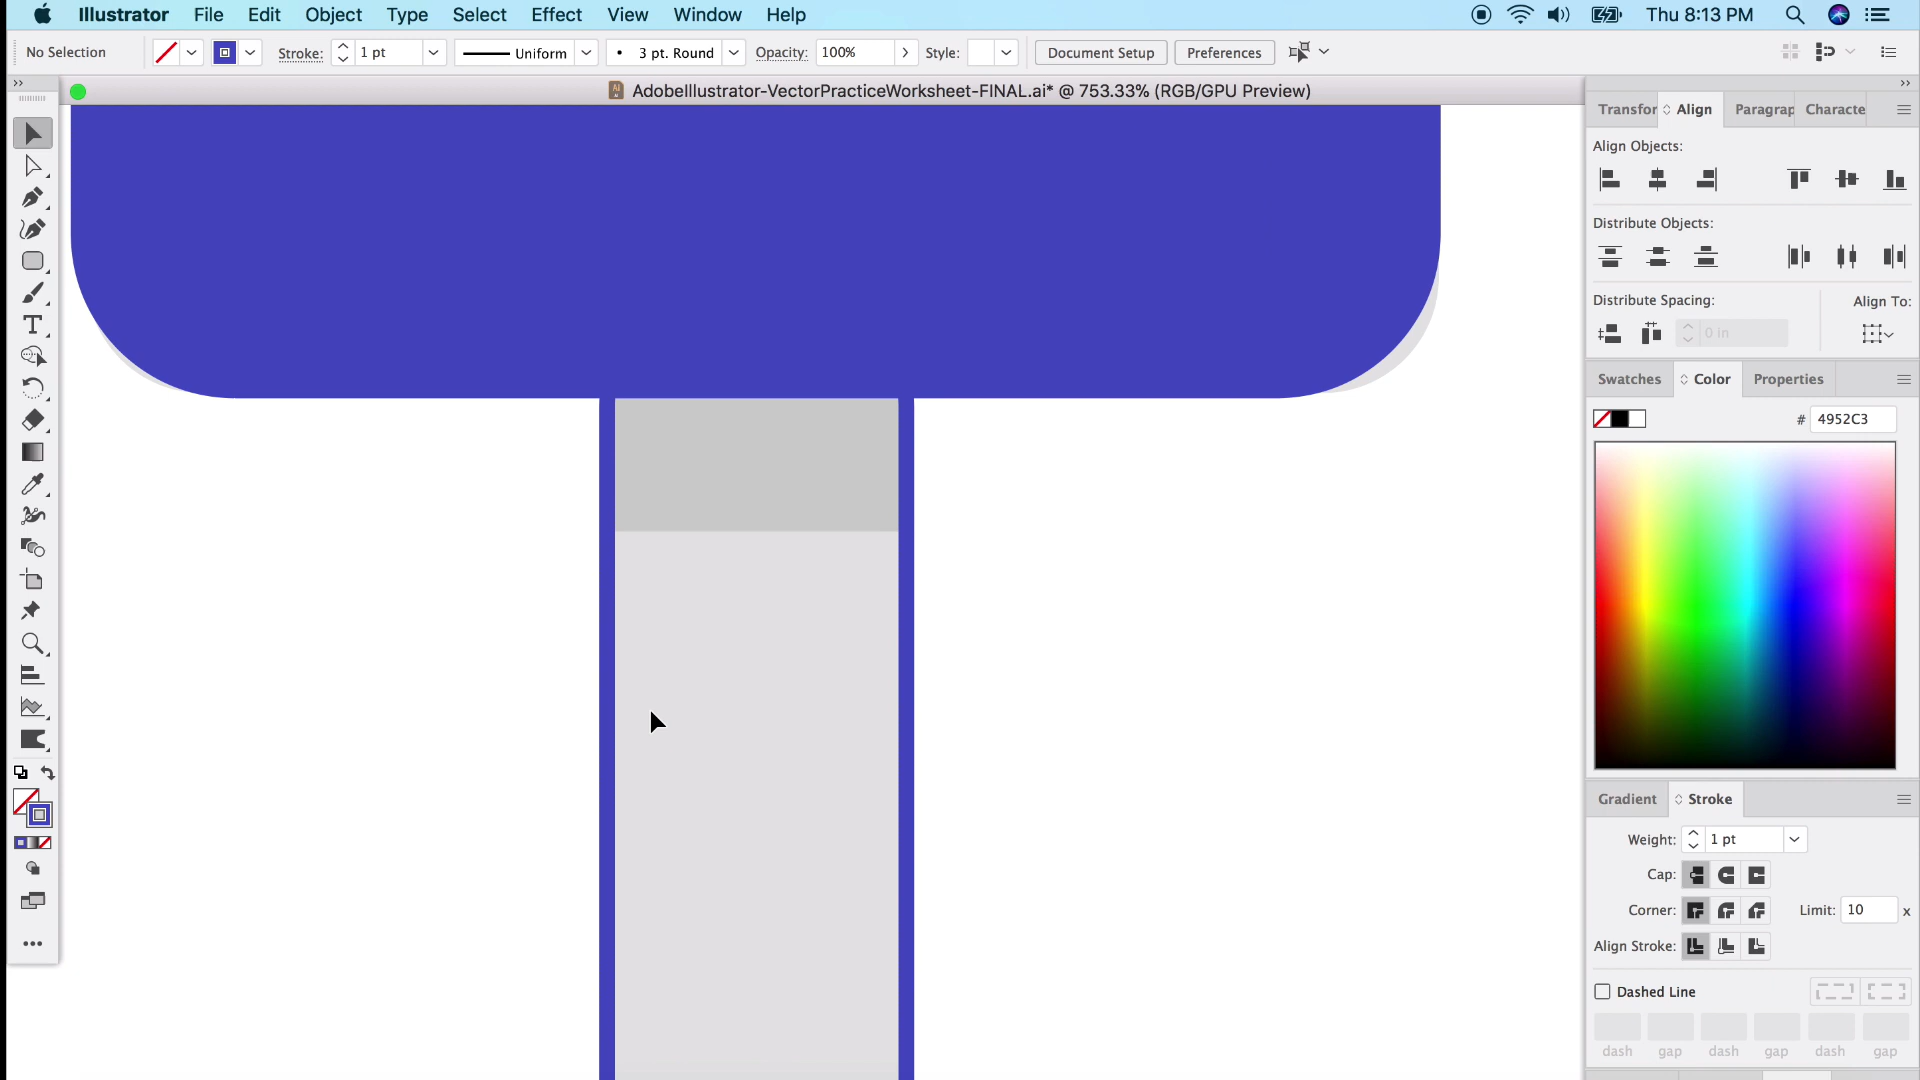 Illustrator File Edit Object Type Select Effect View Window Help Thu 8:13 PM
No Selection Stroke: 1 pt Uniform 3 pt. Round Opacity: 100% Style: Document Setup Preferences
AdobeIllustrator-VectorPracticeWorksheet-FINAL.ai* @ 753.33% (RGB/GPU Preview)
Transfor Align Paragrap Characte
Align Objects:
Distribute Objects:
Distribute Spacing: Align To:
0 in
Swatches Color Properties
# 4952C3
Gradient Stroke
Weight: 1 pt
Cap:
Corner: Limit: 10 x
Align Stroke:
Dashed Line
dash gap dash gap dash gap